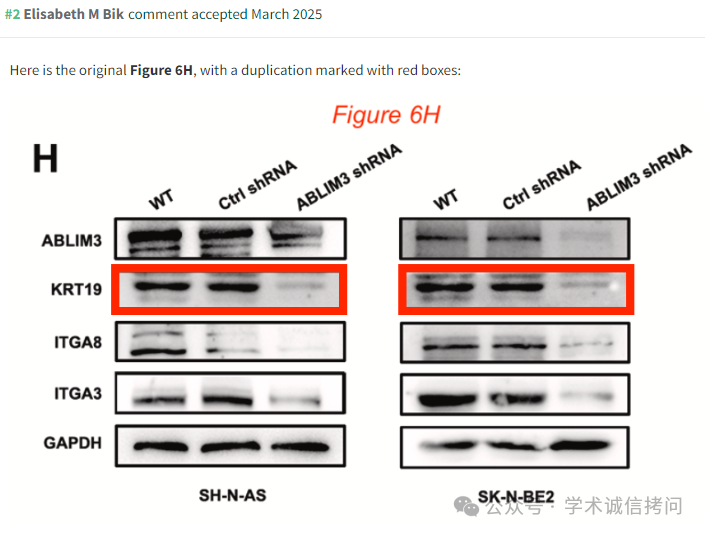 #2 Elisabeth M Bik comment accepted March 2025
Here is the original Figure 6H, with a duplication marked with red boxes:
Figure 6H
H
WT Ctrl shRNA ABLIM3 shRNA WT Ctrl shRNA ABLIM3 shRNA
ABLIM3
KRT19
ITGA8
ITGA3
GAPDH
SH-N-AS SK-N-BE2
公众号 · 学术诚信拷问